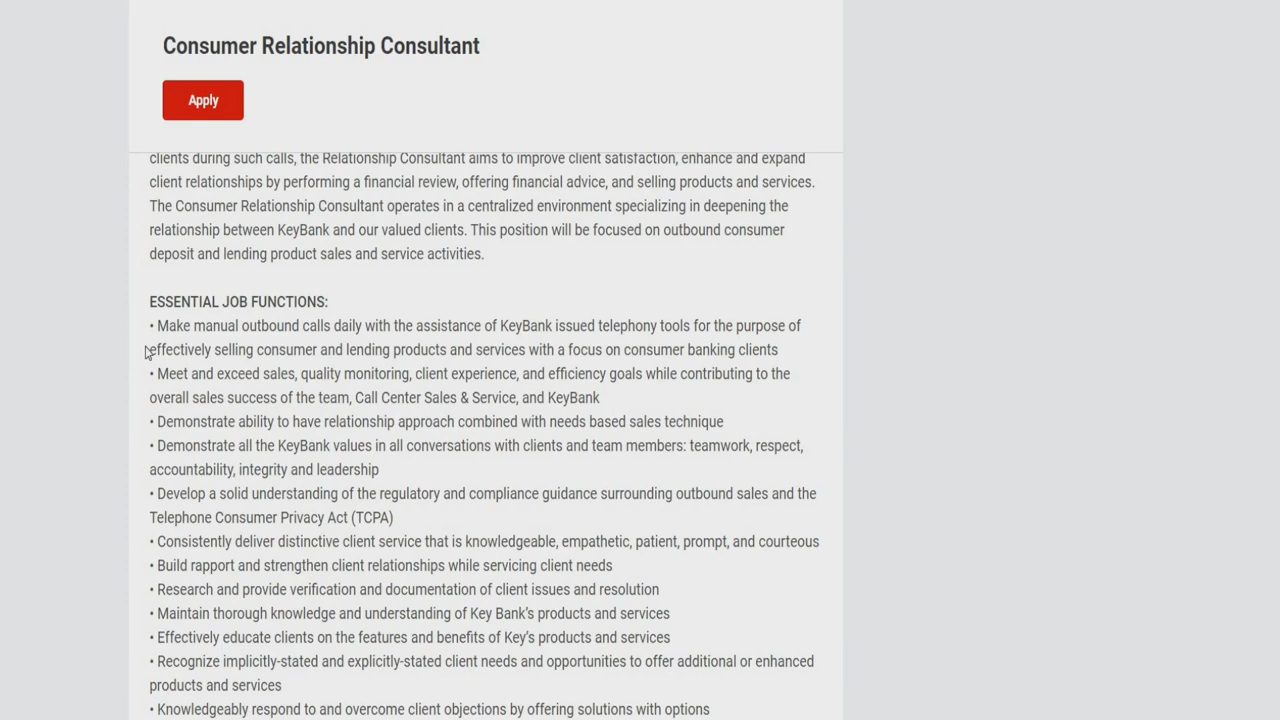 Consumer Relationship Consultant
Apply
clients during such calls, the Relationship Consultant aims to improve client satisfaction, enhance and expand
client relationships by performing a financial review, offering financial advice, and selling products and services.
The Consumer Relationship Consultant operates in a centralized environment specializing in deepening the
relationship between KeyBank and our valued clients. This position will be focused on outbound consumer
deposit and lending product sales and service activities.
ESSENTIAL JOB FUNCTIONS:
• Make manual outbound calls daily with the assistance of KeyBank issued telephony tools for the purpose of
effectively selling consumer and lending products and services with a focus on consumer banking clients
• Meet and exceed sales, quality monitoring, client experience, and efficiency goals while contributing to the
overall sales success of the team, Call Center Sales & Service, and KeyBank
• Demonstrate ability to have relationship approach combined with needs based sales technique
• Demonstrate all the KeyBank values in all conversations with clients and team members: teamwork, respect,
accountability, integrity and leadership
• Develop a solid understanding of the regulatory and compliance guidance surrounding outbound sales and the
Telephone Consumer Privacy Act (TCPA)
• Consistently deliver distinctive client service that is knowledgeable, empathetic, patient, prompt, and courteous
• Build rapport and strengthen client relationships while servicing client needs
• Research and provide verification and documentation of client issues and resolution
• Maintain thorough knowledge and understanding of Key Bank's products and services
• Effectively educate clients on the features and benefits of Key's products and services
• Recognize implicitly-stated and explicitly-stated client needs and opportunities to offer additional or enhanced
products and services
• Knowledgeably respond to and overcome client objections by offering solutions with options